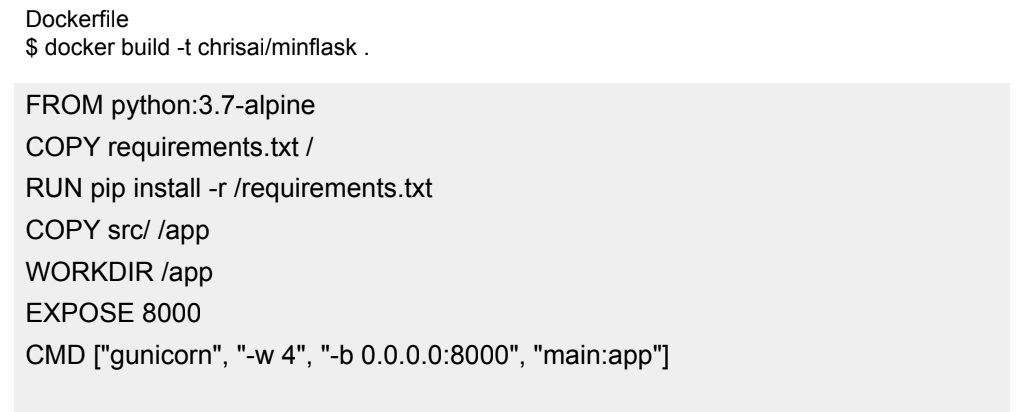 Dockerfile
$ docker build -t chrisai/minflask .
FROM python:3.7-alpine
COPY requirements.txt /
RUN pip install -r /requirements.txt
COPY src/ /app
WORKDIR /app
EXPOSE 8000
CMD ["gunicorn", "-w 4", "-b 0.0.0.0:8000", "main:app"]